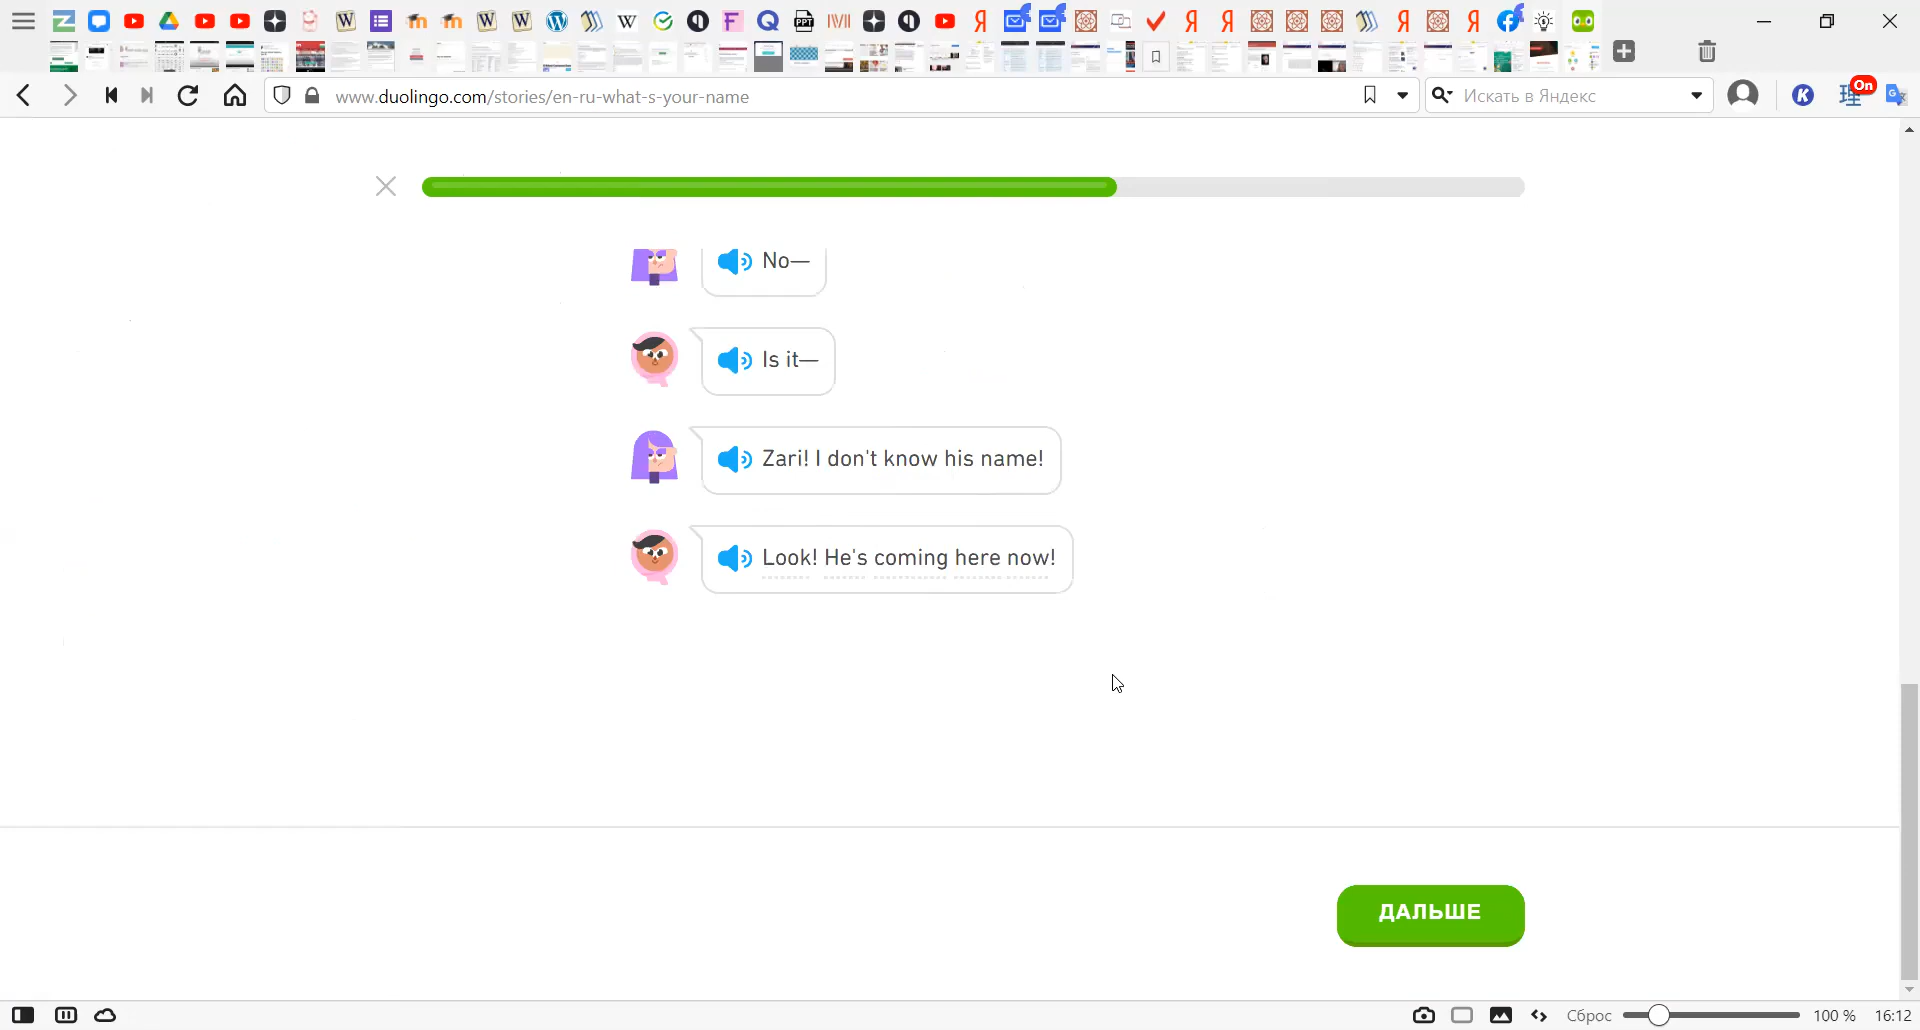 www.duolingo.com/stories/en-ru-what-s-your-name
Искать в Яндекс
On
No—
Is it—
Zari! I don't know his name!
Look! He's coming here now!
ДАЛЬШЕ
Сброс
100 %
16:12